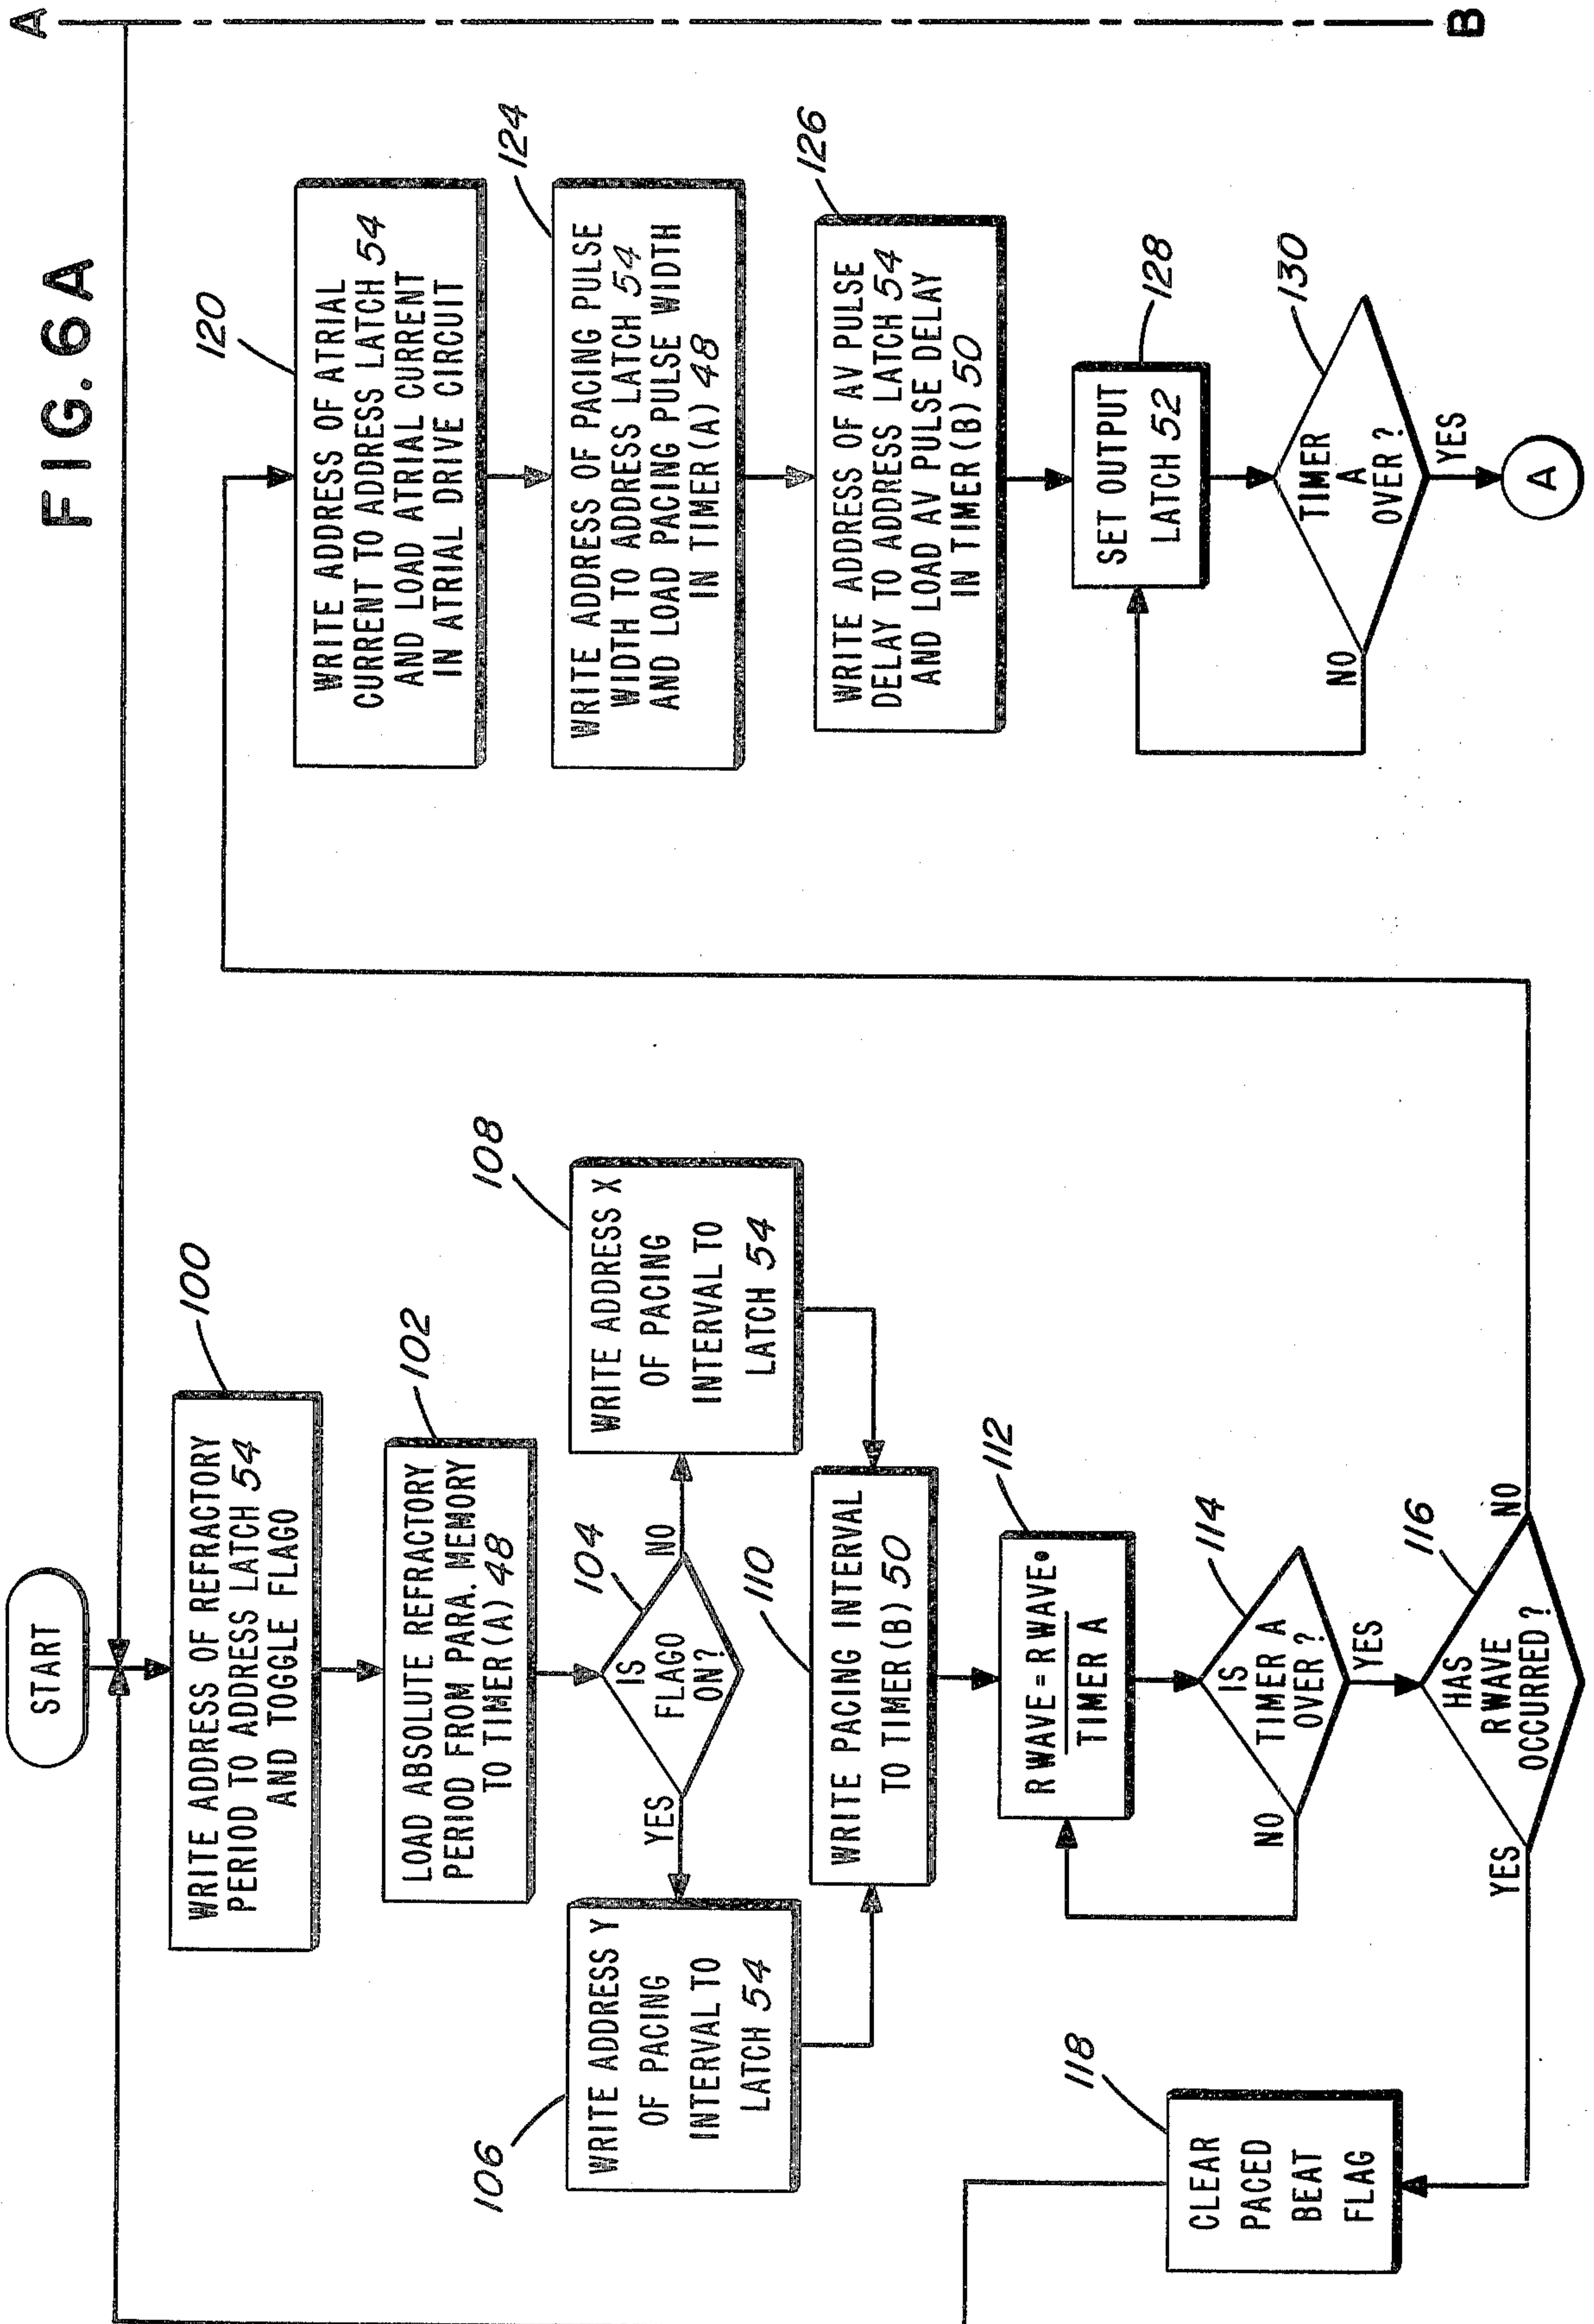 FIG. 6A
A
B
START
100
WRITE ADDRESS OF REFRACTORY
PERIOD TO ADDRESS LATCH 54
AND TOGGLE FLAGO
102
LOAD ABSOLUTE REFRACTORY
PERIOD FROM PARA. MEMORY
TO TIMER (A) 48
104
IS
FLAGO
ON?
YES
NO
106
WRITE ADDRESS Y
OF PACING
INTERVAL TO
LATCH 54
108
WRITE ADDRESS X
OF PACING
INTERVAL TO
LATCH 54
110
WRITE PACING INTERVAL
TO TIMER (B) 50
112
RWAVE = RWAVE•
TIMER A
114
IS
TIMER A
OVER?
NO
YES
116
HAS
RWAVE
OCCURED?
YES
NO
118
CLEAR
PACED
BEAT
FLAG
120
WRITE ADDRESS OF ATRIAL
CURRENT TO ADDRESS LATCH 54
AND LOAD ATRIAL CURRENT
IN ATRIAL DRIVE CIRCUIT
124
WRITE ADDRESS OF PACING PULSE
WIDTH TO ADDRESS LATCH 54
AND LOAD PACING PULSE WIDTH
IN TIMER (A) 48
126
WRITE ADDRESS OF AV PULSE
DELAY TO ADDRESS LATCH 54
AND LOAD AV PULSE DELAY
IN TIMER (B) 50
128
SET OUTPUT
LATCH 52
130
TIMER
A
OVER?
NO
YES
A